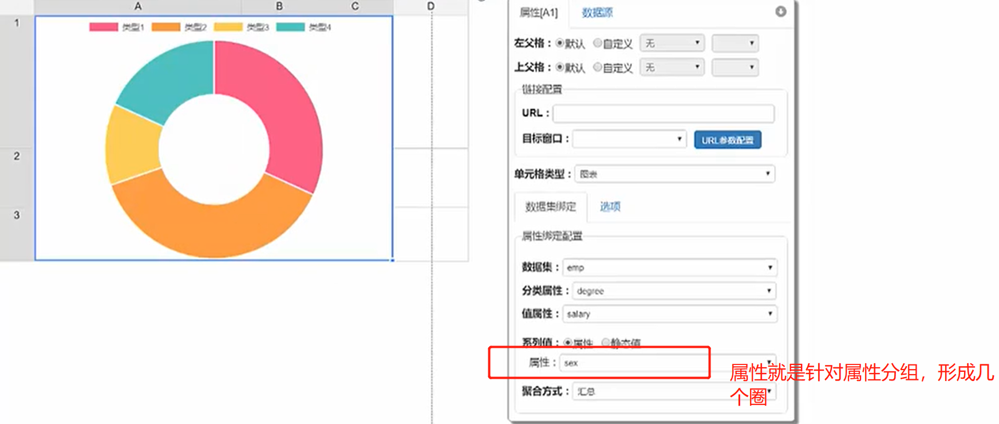 A B C D
1
2
3
类型1 类型2 类型3 类型4
属性[A1] 数据源
左父格： 默认 自定义 无
上父格： 默认 自定义 无
链接配置
URL：
目标窗口： URL参数配置
单元格类型： 图表
数据集绑定 选项
属性绑定配置
数据集： emp
分类属性： degree
值属性： salary
系列值： 属性 静态值
属性： sex
聚合方式： 汇总
属性就是针对属性分组，形成几
个圈